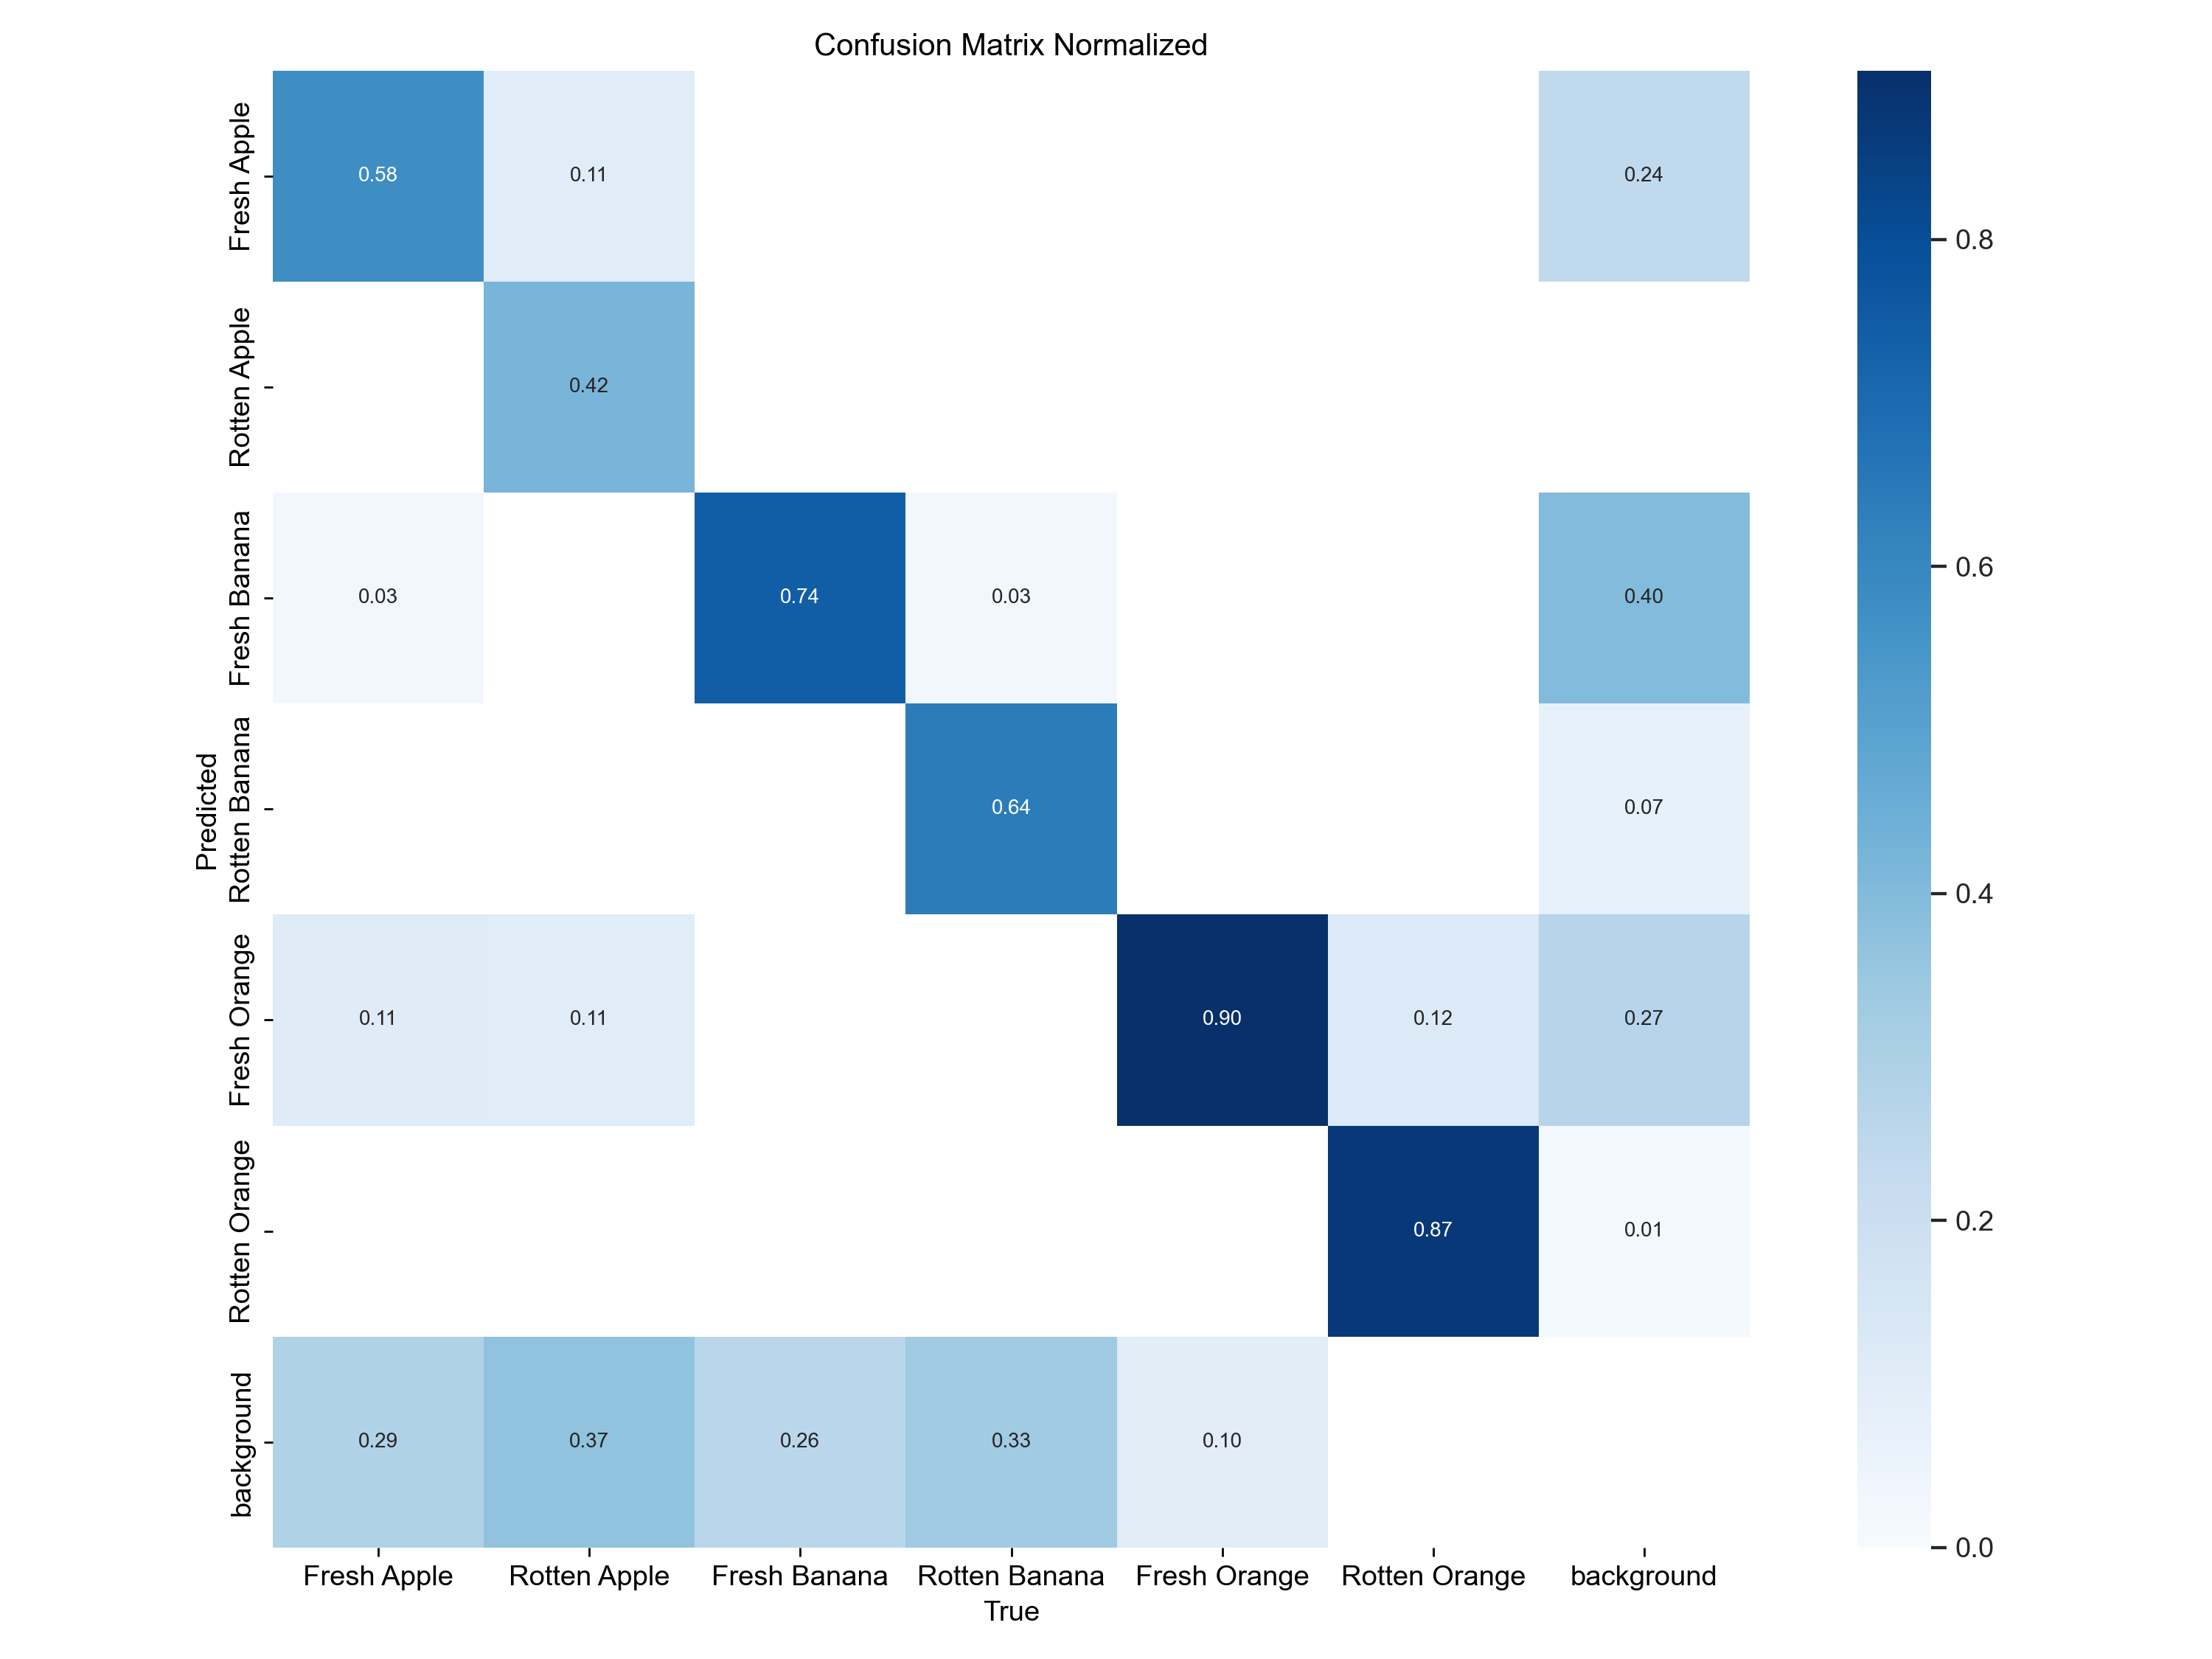 Confusion Matrix Normalized
Predicted
Fresh Apple
0.58 0.11 0.24
Rotten Apple
0.42
Fresh Banana
0.03 0.74 0.03 0.40
Rotten Banana
0.64 0.07
Fresh Orange
0.11 0.11 0.90 0.12 0.27
Rotten Orange
0.87 0.01
background
0.29 0.37 0.26 0.33 0.10
Fresh Apple Rotten Apple Fresh Banana Rotten Banana Fresh Orange Rotten Orange background
True
0.8
0.6
0.4
0.2
0.0